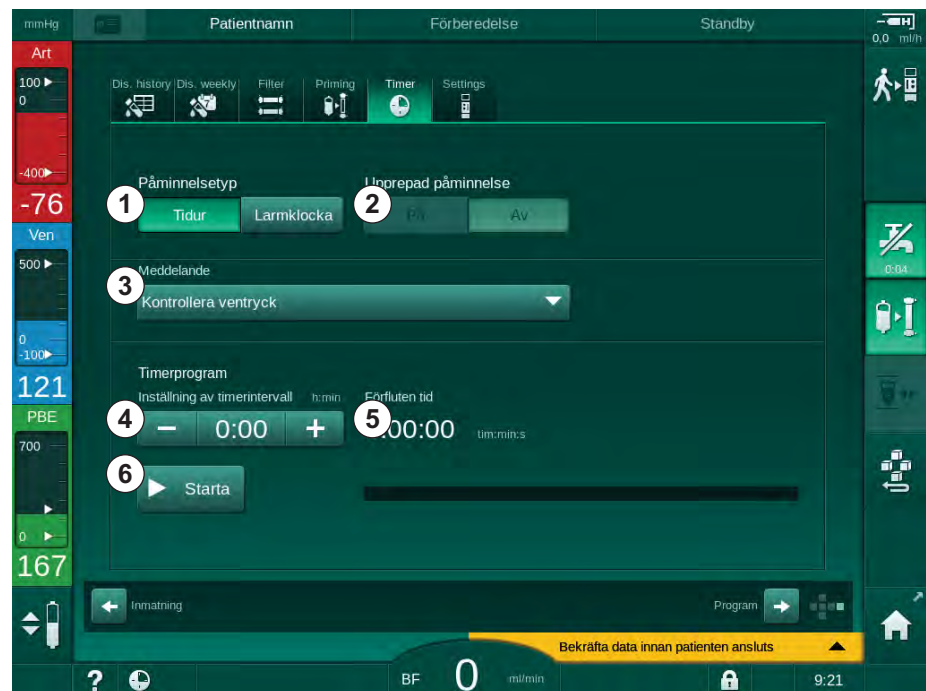 mmHg
Patientnamn
Förberedelse
Standby
H
0,0 ml/h
Art
100
0
-400
-76
Ven
500
0
-100
121
PBE
700
0
167
Dis. history
Dis. weekly
Filter
Priming
Timer
Settings
7
Påminnelsetyp
Upprepad påminnelse
1
Tidur
Larmklocka
2
På
Av
Meddelande
3
Kontrollera ventryck
Timerprogram
Inställning av timerintervall h:min
Förfluten tid
4
− 0:00 +
5
:00:00 tim:min:s
6
Starta
Inmatning
Program
Bekräfta data innan patienten ansluts
?
BF 0 ml/min
9:21
0:04